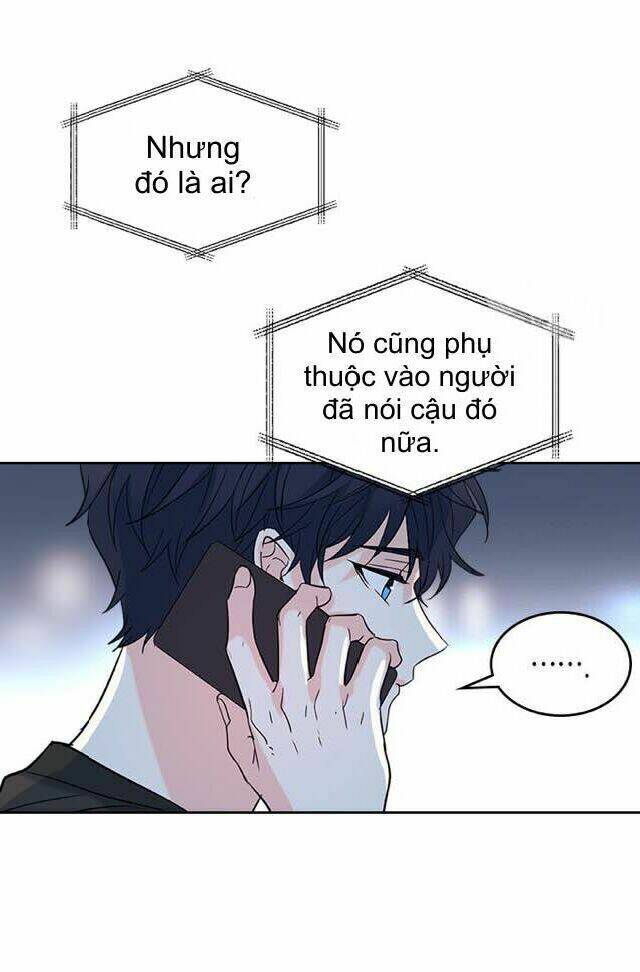 Nhưng
đó là ai?
Nó cũng phụ
thuộc vào người
đã nói cậu đó
nữa.
.......